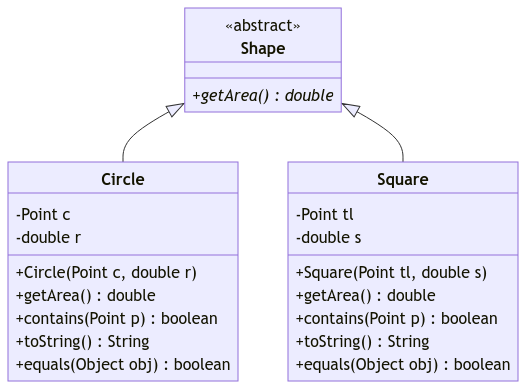 «abstract»
Shape
+getArea() : double
Circle
-Point c
-double r
+Circle(Point c, double r)
+getArea() : double
+contains(Point p) : boolean
+toString() : String
+equals(Object obj) : boolean
Square
-Point tl
-double s
+Square(Point tl, double s)
+getArea() : double
+contains(Point p) : boolean
+toString() : String
+equals(Object obj) : boolean